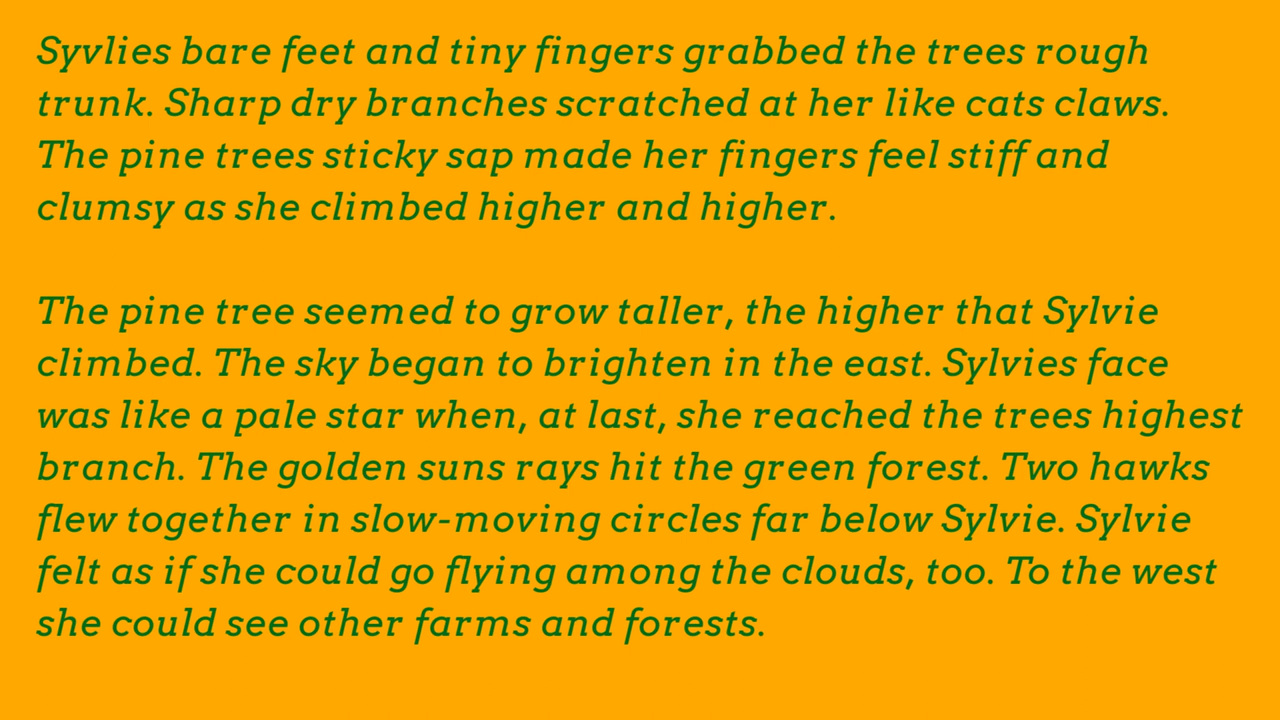 Syvlies bare feet and tiny fingers grabbed the trees rough
trunk. Sharp dry branches scratched at her like cats claws.
The pine trees sticky sap made her fingers feel stiff and
clumsy as she climbed higher and higher.
The pine tree seemed to grow taller, the higher that Sylvie
climbed. The sky began to brighten in the east. Sylvies face
was like a pale star when, at last, she reached the trees highest
branch. The golden suns rays hit the green forest. Two hawks
flew together in slow-moving circles far below Sylvie. Sylvie
felt as if she could go flying among the clouds, too. To the west
she could see other farms and forests.